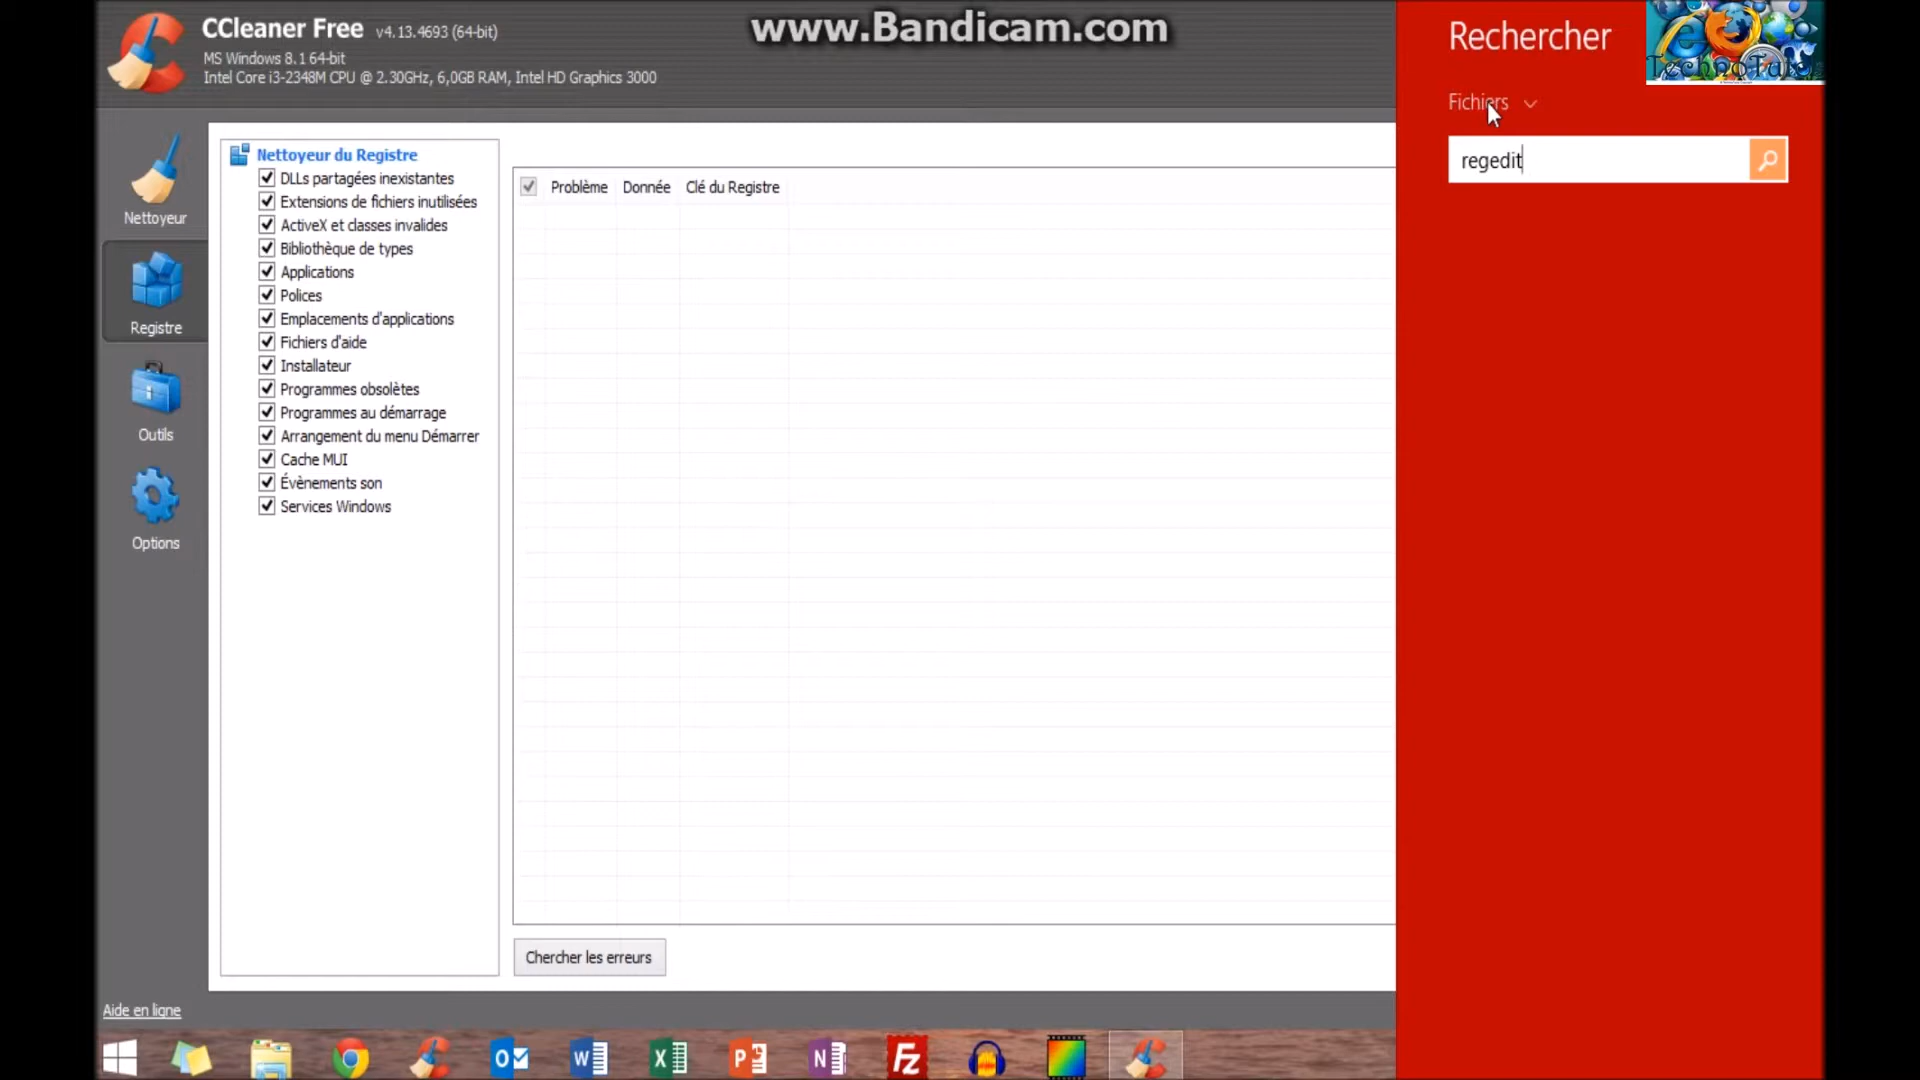 CCleaner Free v4.13.4693 (64-bit)
MS Windows 8.1 64-bit
Intel Core i3-2348M CPU @ 2.30GHz, 6,0GB RAM, Intel HD Graphics 3000
www.Bandicam.com
Rechercher
TechnoTuto
Fichiers
regedit
Nettoyeur
Registre
Outils
Options
Nettoyeur du Registre
DLLs partagées inexistantes
Extensions de fichiers inutilisées
ActiveX et classes invalides
Bibliothèque de types
Applications
Polices
Emplacements d'applications
Fichiers d'aide
Installateur
Programmes obsolètes
Programmes au démarrage
Arrangement du menu Démarrer
Cache MUI
Évènements son
Services Windows
Problème Donnée Clé du Registre
Chercher les erreurs
Aide en ligne